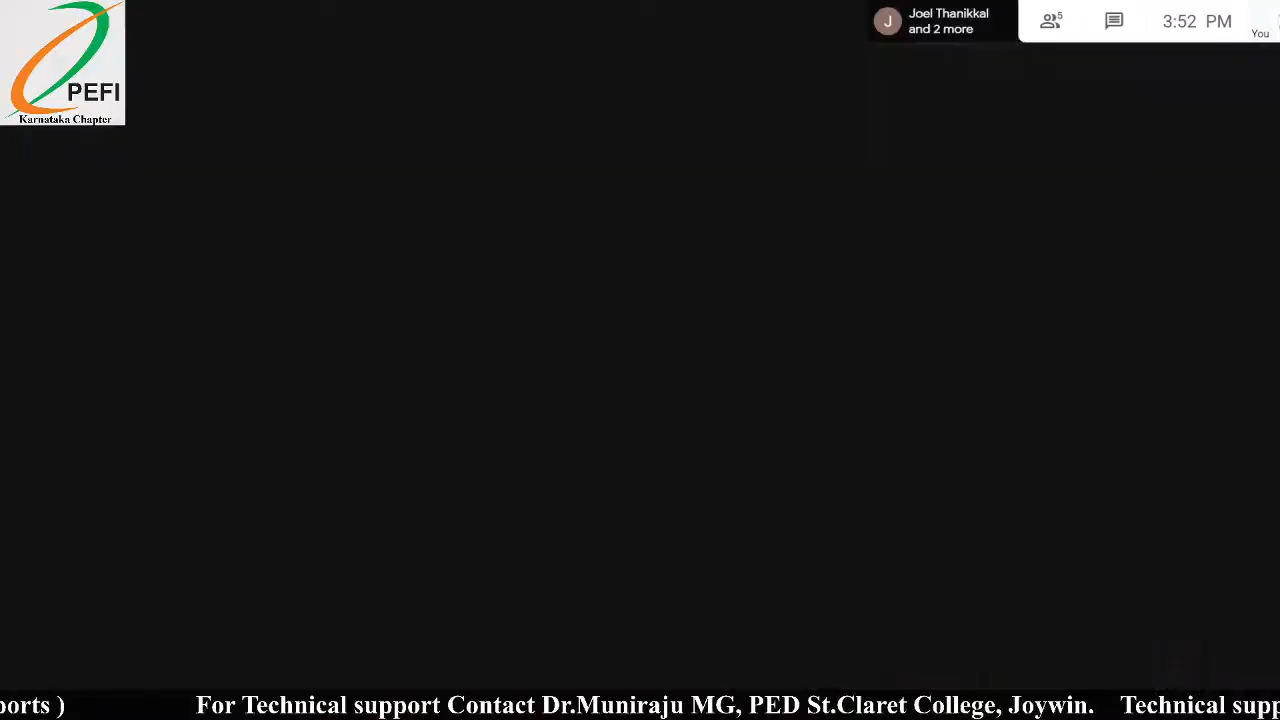 PEFI
Karnataka Chapter
J
Joel Thanikkal
and 2 more
5
3:52 PM
You
ports )
For Technical support Contact Dr.Muniraju MG, PED St.Claret College, Joywin.
Technical supp